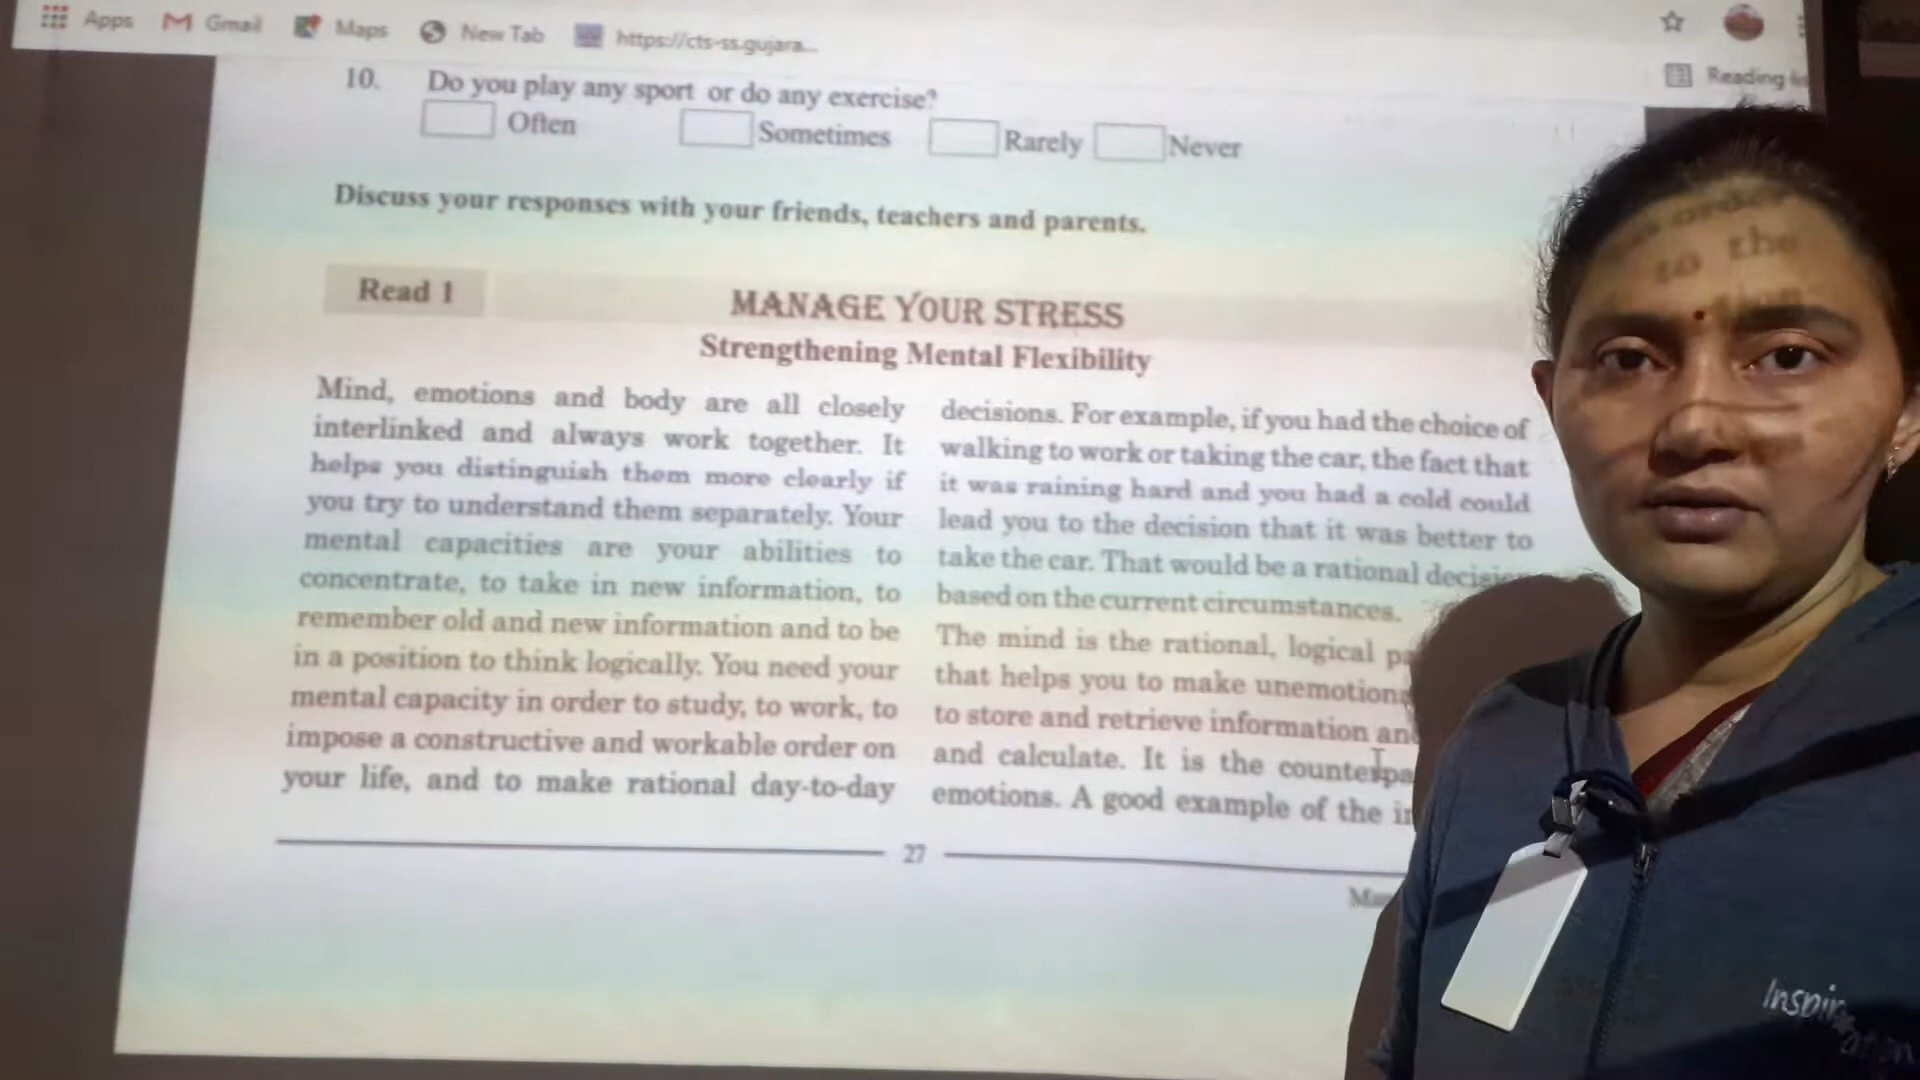 Apps Gmail Maps New Tab https://cts-ss.gujara...
Reading
10. Do you play any sport or do any exercise?
Often Sometimes Rarely Never
Discuss your responses with your friends, teachers and parents.
Read 1
MANAGE YOUR STRESS
Strengthening Mental Flexibility
Mind, emotions and body are all closely
interlinked and always work together. It
helps you distinguish them more clearly if
you try to understand them separately. Your
mental capacities are your abilities to
concentrate, to take in new information, to
remember old and new information and to be
in a position to think logically. You need your
mental capacity in order to study, to work, to
impose a constructive and workable order on
your life, and to make rational day-to-day
decisions. For example, if you had the choice of
walking to work or taking the car, the fact that
it was raining hard and you had a cold could
lead you to the decision that it was better to
take the car. That would be a rational
based on the current circumstances.
The mind is the rational, logical
that helps you to make
to store and retrieve information
and calculate. It is the
emotions. A good example of the
27
order
to the